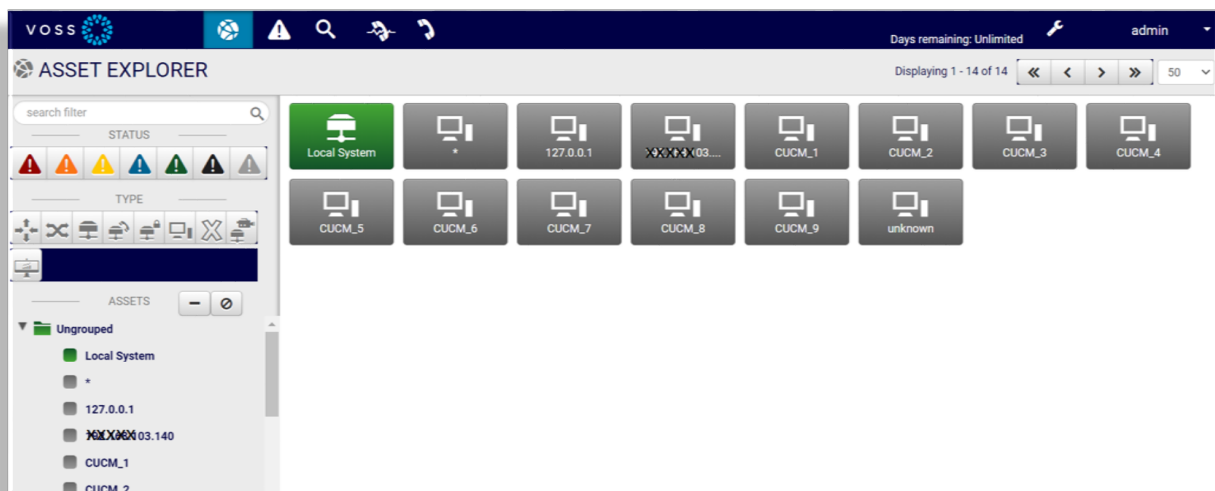 VOSS
Days remaining: Unlimited
admin
ASSET EXPLORER
Displaying 1 - 14 of 14
50
search filter
STATUS
TYPE
ASSETS
Ungrouped
Local System
*
127.0.0.1
103.140
CUCM_1
CUCM_2
Local System
*
127.0.0.1
03....
CUCM_1
CUCM_2
CUCM_3
CUCM_4
CUCM_5
CUCM_6
CUCM_7
CUCM_8
CUCM_9
unknown